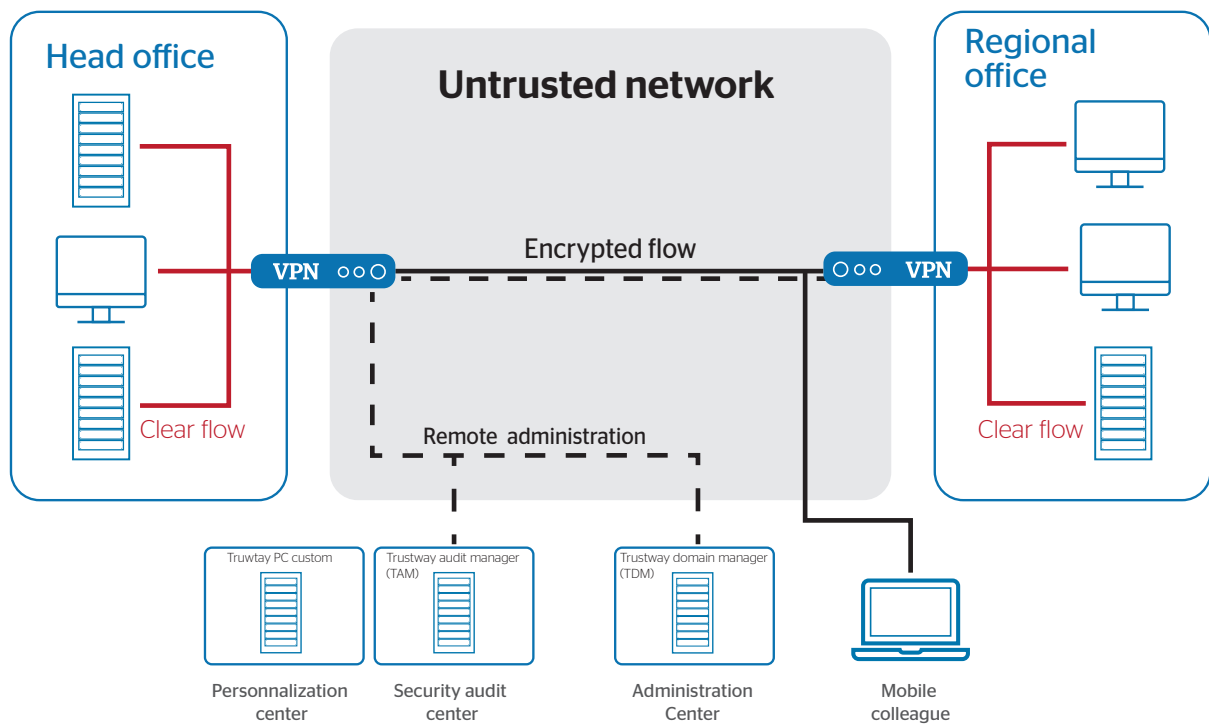 Head office
Untrusted network
Regional
office
Encrypted flow
VPN
VPN
Clear flow
Clear flow
Remote administration
Truwtay PC custom
Trustway audit manager
(TAM)
Trustway domain manager
(TDM)
Personnalization
center
Security audit
center
Administration
Center
Mobile
colleague